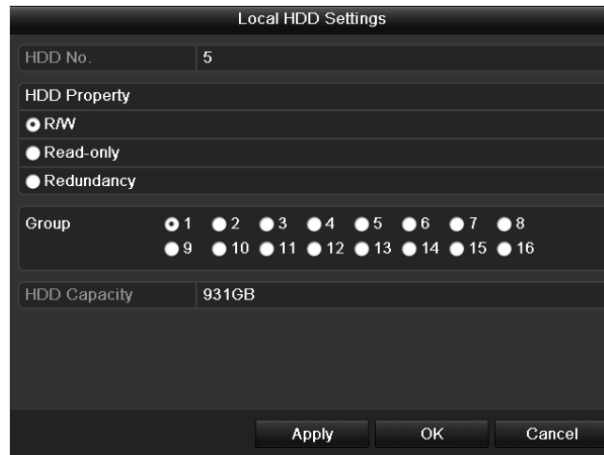 Local HDD Settings
HDD No. 5
HDD Property
R/W
Read-only
Redundancy
Group 1 2 3 4 5 6 7 8
9 10 11 12 13 14 15 16
HDD Capacity 931GB
Apply OK Cancel